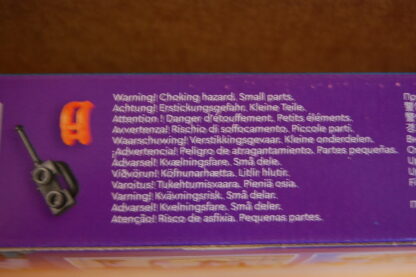 Warning! Choking hazard. Small parts.
Achtung! Erstickungsgefahr. Kleine Teile.
Attention ! Danger d'étouffement. Petits éléments.
Avvertenza! Rischio di soffocamento. Piccole parti.
Waarschuwing! Verstikkingsgevaar. Kleine onderdelen.
¡Advertencia! Peligro de atragantamiento. Partes pequeñas.
Advarsel! Kvælningsfare. Små dele.
Viðvörun! Köfnunarhætta. Litlir hlutir.
Varoitus! Tukehtumisvaara. Pieniä osia.
Varning! Kvävningsrisk. Små delar.
Advarsel! Kvelningsfare. Små deler.
Atenção! Risco de asfixia. Pequenas partes.